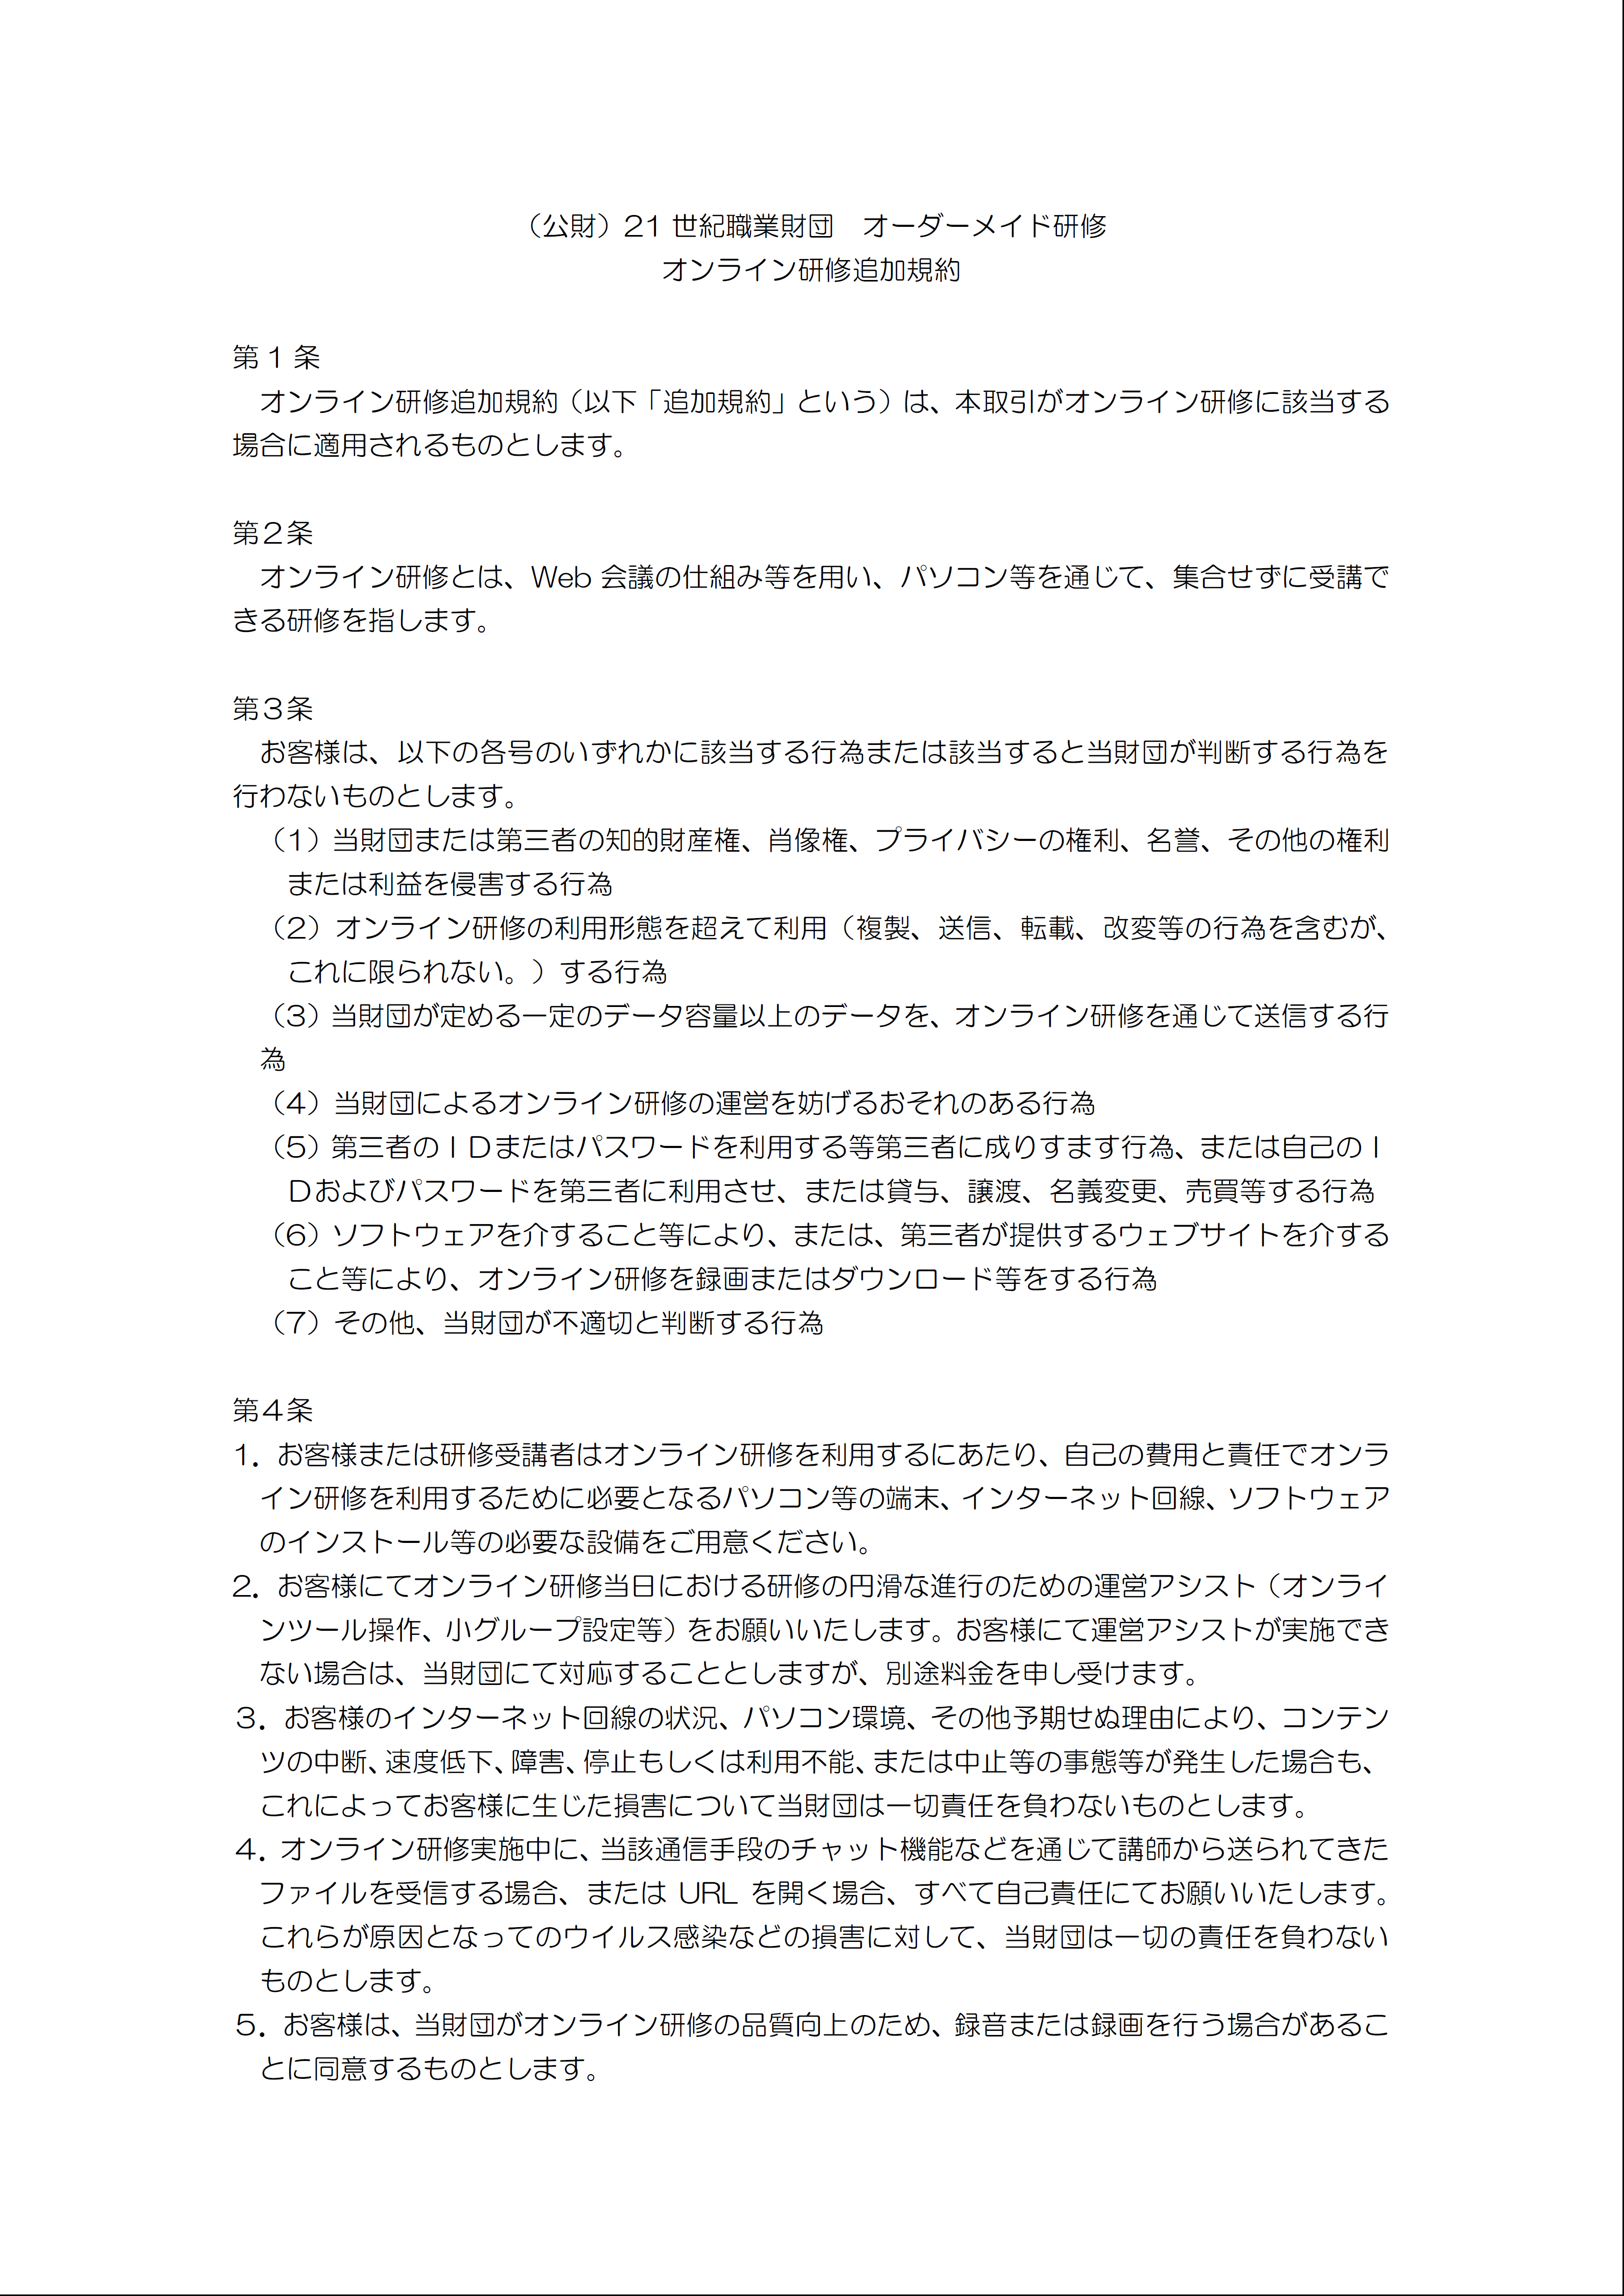 （公財）21 世紀職業財団　オーダーメイド研修
オンライン研修追加規約
第 1 条
オンライン研修追加規約（以下「追加規約」という）は、本取引がオンライン研修に該当する
場合に適用されるものとします。
第２条
オンライン研修とは、Web 会議の仕組み等を用い、パソコン等を通じて、集合せずに受講で
きる研修を指します。
第３条
お客様は、以下の各号のいずれかに該当する行為または該当すると当財団が判断する行為を
行わないものとします。
（1）当財団または第三者の知的財産権、肖像権、プライバシーの権利、名誉、その他の権利
または利益を侵害する行為
（2）オンライン研修の利用形態を超えて利用（複製、送信、転載、改変等の行為を含むが、
これに限られない。）する行為
（3）当財団が定める一定のデータ容量以上のデータを、オンライン研修を通じて送信する行
為
（4）当財団によるオンライン研修の運営を妨げるおそれのある行為
（5）第三者のＩＤまたはパスワードを利用する等第三者に成りすます行為、または自己のＩ
Ｄおよびパスワードを第三者に利用させ、または貸与、譲渡、名義変更、売買等する行為
（6）ソフトウェアを介すること等により、または、第三者が提供するウェブサイトを介する
こと等により、オンライン研修を録画またはダウンロード等をする行為
（7）その他、当財団が不適切と判断する行為
第４条
1．お客様または研修受講者はオンライン研修を利用するにあたり、自己の費用と責任でオンラ
イン研修を利用するために必要となるパソコン等の端末、インターネット回線、ソフトウェア
のインストール等の必要な設備をご用意ください。
2．お客様にてオンライン研修当日における研修の円滑な進行のための運営アシスト（オンライ
ンツール操作、小グループ設定等）をお願いいたします。お客様にて運営アシストが実施でき
ない場合は、当財団にて対応することとしますが、別途料金を申し受けます。
３．お客様のインターネット回線の状況、パソコン環境、その他予期せぬ理由により、コンテン
ツの中断、速度低下、障害、停止もしくは利用不能、または中止等の事態等が発生した場合も、
これによってお客様に生じた損害について当財団は一切責任を負わないものとします。
４．オンライン研修実施中に、当該通信手段のチャット機能などを通じて講師から送られてきた
ファイルを受信する場合、または URL を開く場合、すべて自己責任にてお願いいたします。
これらが原因となってのウイルス感染などの損害に対して、当財団は一切の責任を負わない
ものとします。
５．お客様は、当財団がオンライン研修の品質向上のため、録音または録画を行う場合があるこ
とに同意するものとします。